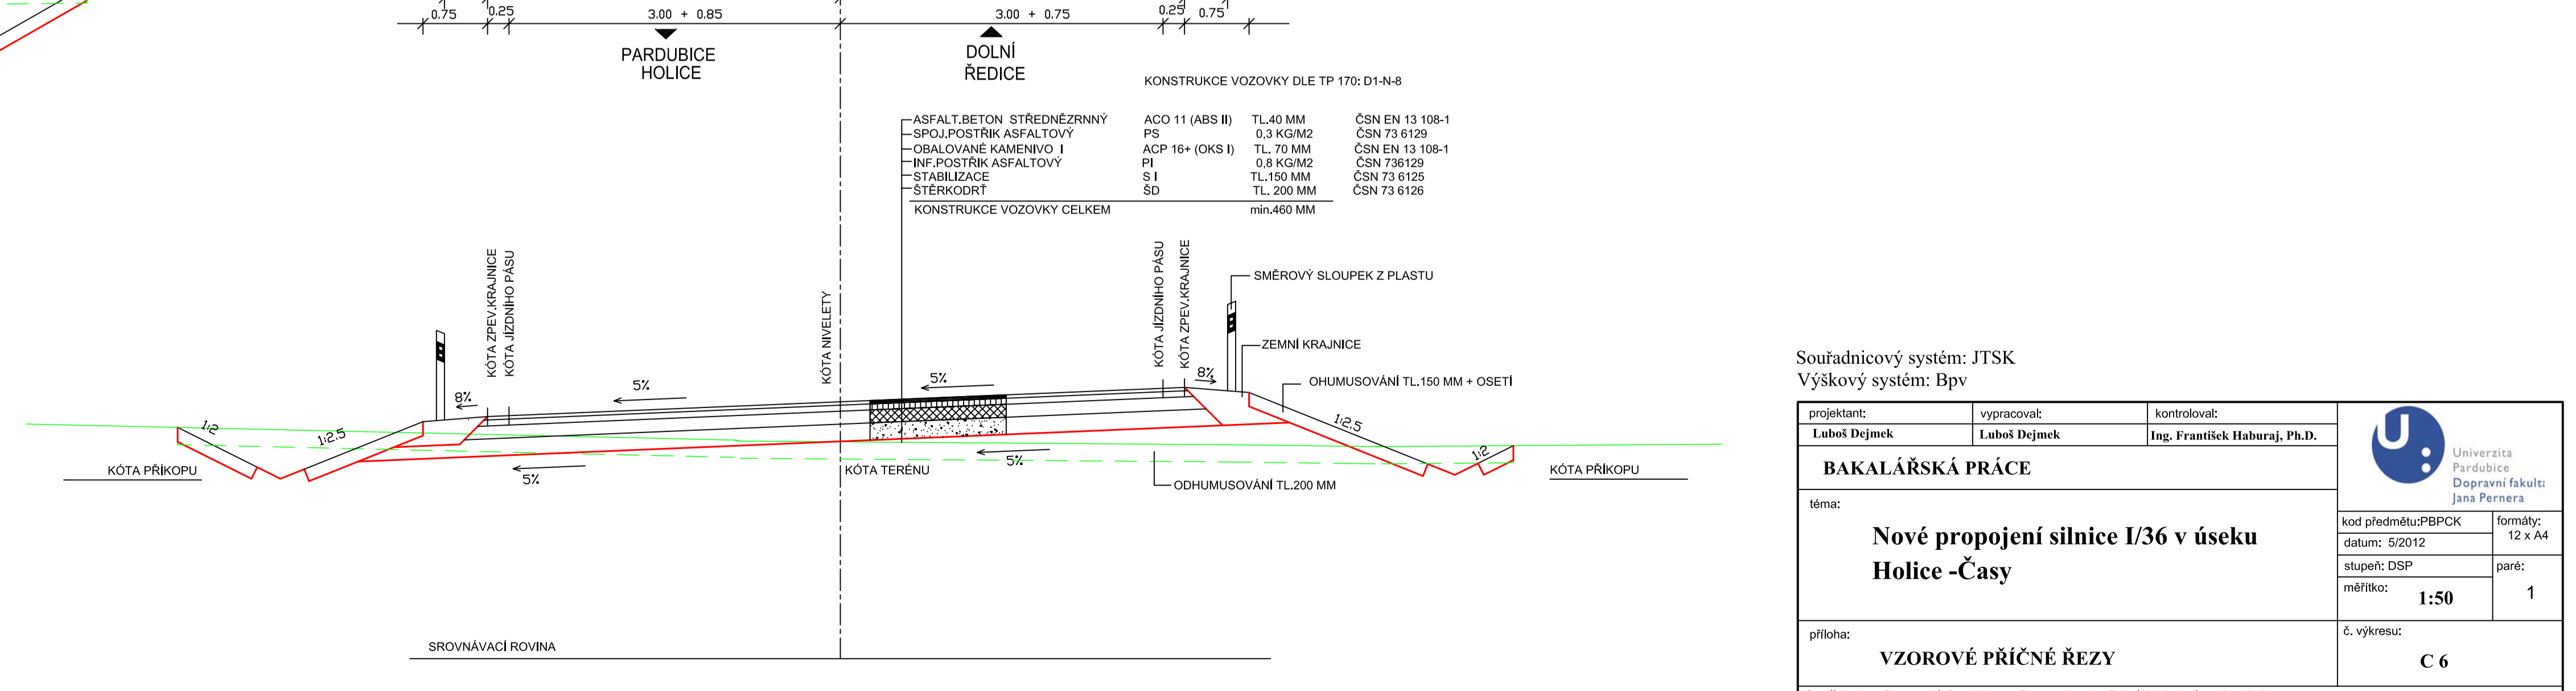 0.75 0.25 3.00 + 0.85 3.00 + 0.75 0.25 0.75
PARDUBICE
HOLICE
DOLNÍ
ŘEDICE
KONSTRUKCE VOZOVKY DLE TP 170: D1-N-8
ASFALT.BETON STŘEDNĚZRNNÝ ACO 11 (ABS II) TL.40 MM ČSN EN 13 108-1
SPOJ.POSTŘIK ASFALTOVÝ PS 0,3 KG/M2 ČSN 73 6129
OBALOVANÉ KAMENIVO I ACP 16+ (OKS I) TL. 70 MM ČSN EN 13 108-1
INF.POSTŘIK ASFALTOVÝ PI 0,8 KG/M2 ČSN 736129
STABILIZACE S I TL.150 MM ČSN 73 6125
ŠTĚRKODRŤ ŠD TL. 200 MM ČSN 73 6126
KONSTRUKCE VOZOVKY CELKEM min.460 MM
KÓTA ZPEV.KRAJNICE
KÓTA JÍZDNÍHO PÁSU
KÓTA NIVELETY
KÓTA JÍZDNÍHO PÁSU
KÓTA ZPEV.KRAJNICE
SMĚROVÝ SLOUPEK Z PLASTU
ZEMNÍ KRAJNICE
OHUMUSOVÁNÍ TL.150 MM + OSETÍ
8%
5%
5%
8%
1:2
1:2.5
1:2.5
1:2
KÓTA PŘÍKOPU
5%
KÓTA TERÉNU
5%
ODHUMUSOVÁNÍ TL.200 MM
KÓTA PŘÍKOPU
SROVNÁVACÍ ROVINA
Souřadnicový systém: JTSK
Výškový systém: Bpv
projektant: vypracoval: kontroloval:
Luboš Dejmek Luboš Dejmek Ing. František Haburaj, Ph.D.
BAKALÁŘSKÁ PRÁCE
Univerzita
Pardubice
Dopravní fakulta
Jana Pernera
téma:
Nové propojení silnice I/36 v úseku
Holice -Časy
kod předmětu:PBPCK
formáty:
12 x A4
datum: 5/2012
stupeň: DSP
paré:
1
měřítko: 1:50
příloha:
VZOROVÉ PŘÍČNÉ ŘEZY
č. výkresu:
C 6